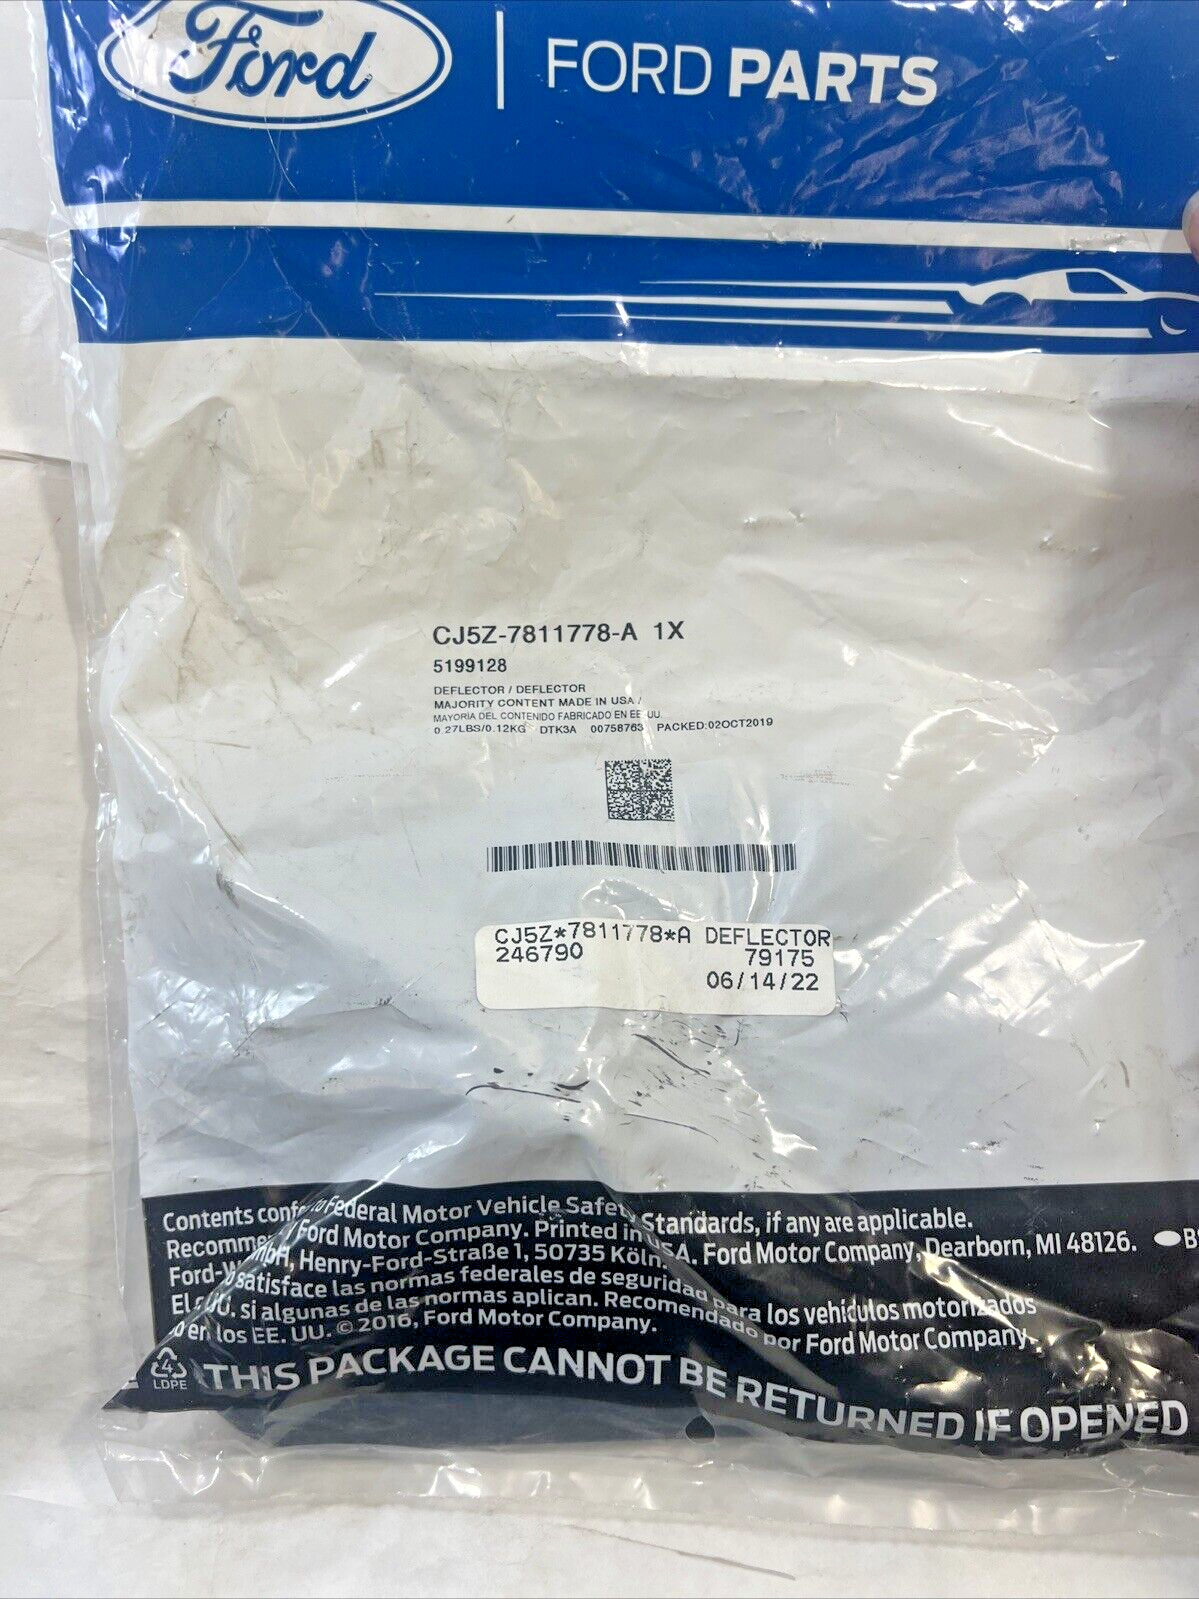 Ford
FORD PARTS
CJ5Z-7811778-A 1X
5199128
DEFLECTOR / DEFLECTOR
MAJORITY CONTENT MADE IN USA /
MAYORIA DEL CONTENIDO FABRICADO EN EE. UU.
0.27LBS/0.12KG DTK3A 00758763 PACKED:02OCT2019
CJ5Z*7811778*A DEFLECTOR
246790 79175
06/14/22
Contents to Federal Motor Vehicle Safety Standards, if any are applicable.
Ford Motor Company. Printed in USA. Ford Motor Company, Dearborn, MI 48126.
Henry-Ford-Straße 1, 50735 Köln
El satisface las normas federales de seguridad para los vehículos motorizados
UU. si algunas de las normas aplican. Recomendado por Ford Motor Company.
en los EE. UU. © 2016, Ford Motor Company.
4
LDPE
THIS PACKAGE CANNOT BE RETURNED IF OPENED